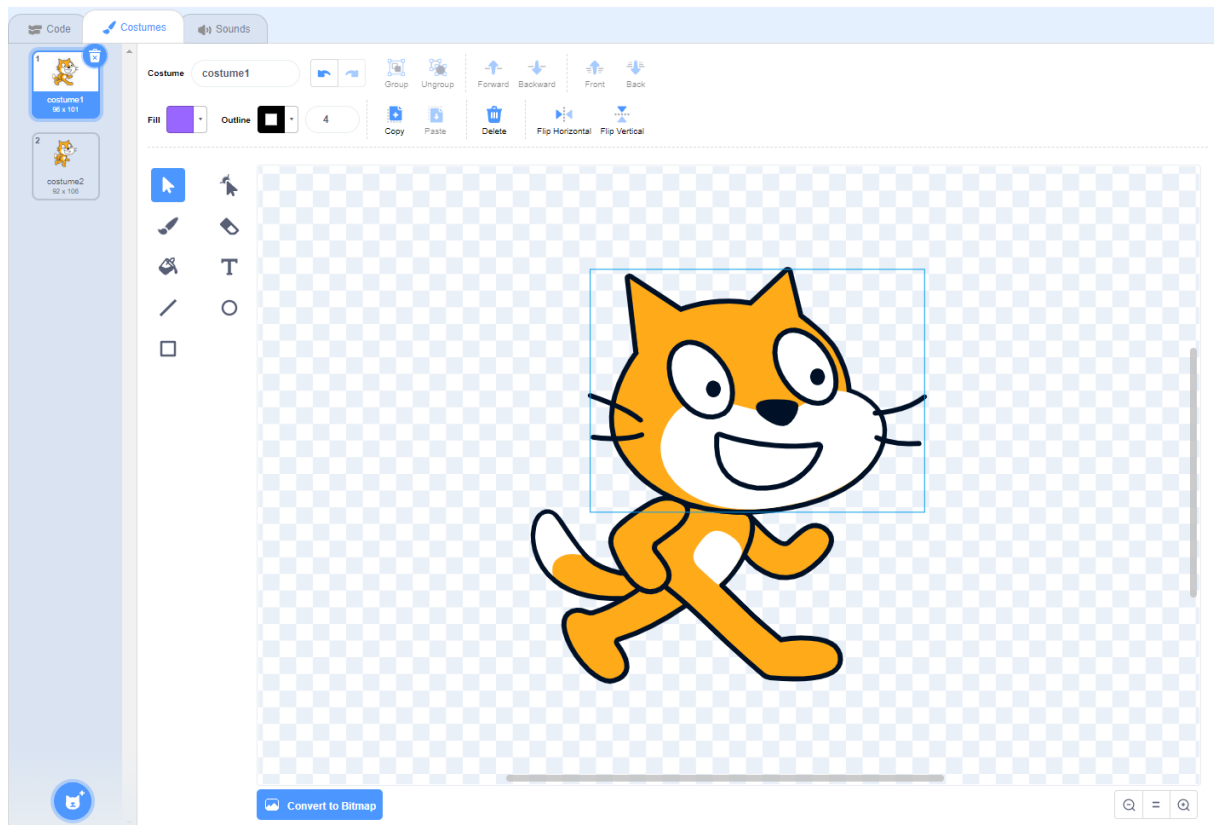 Code
Costumes
Sounds
1
costume1
96 x 101
2
costume2
92 x 106
Costume
costume1
Group
Ungroup
Forward
Backward
Front
Back
Fill
Outline
4
Copy
Paste
Delete
Flip Horizontal
Flip Vertical
T
Convert to Bitmap
=